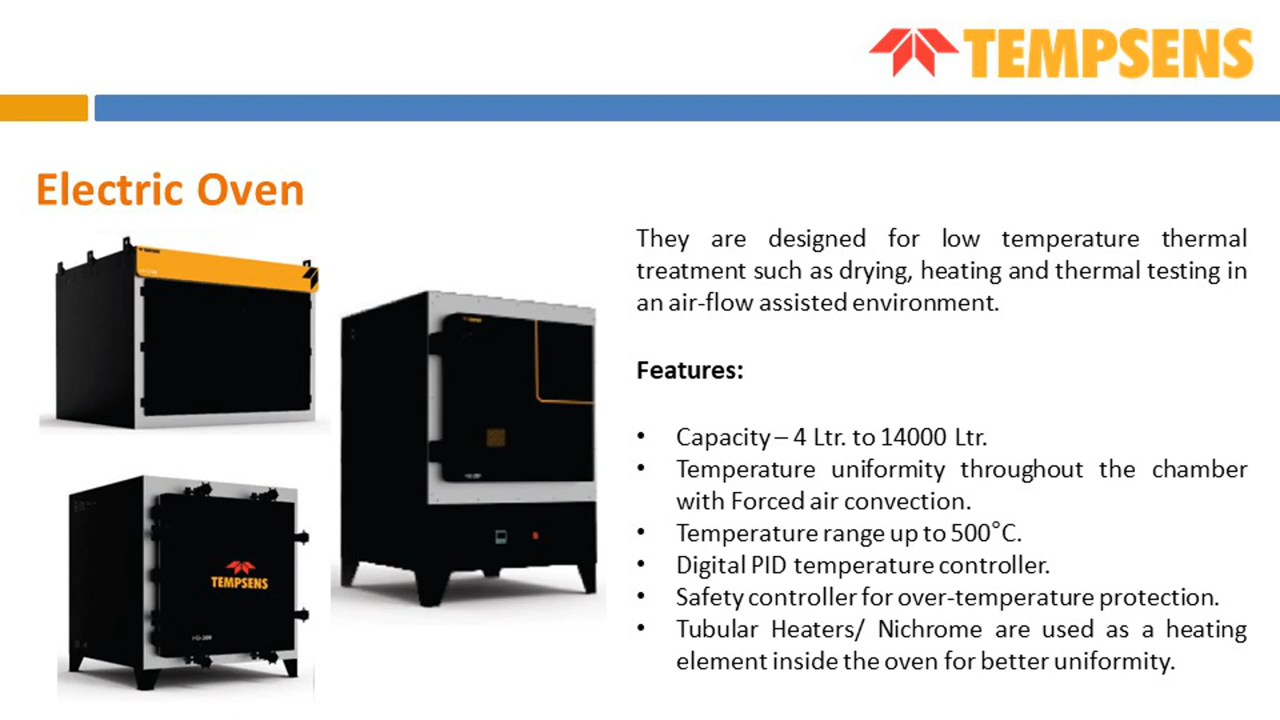 TEMPSENS
Electric Oven
They are designed for low temperature thermal
treatment such as drying, heating and thermal testing in
an air-flow assisted environment.
Features:
• Capacity – 4 Ltr. to 14000 Ltr.
• Temperature uniformity throughout the chamber
with Forced air convection.
• Temperature range up to 500°C.
• Digital PID temperature controller.
• Safety controller for over-temperature protection.
• Tubular Heaters/ Nichrome are used as a heating
element inside the oven for better uniformity.
TEMPSENS